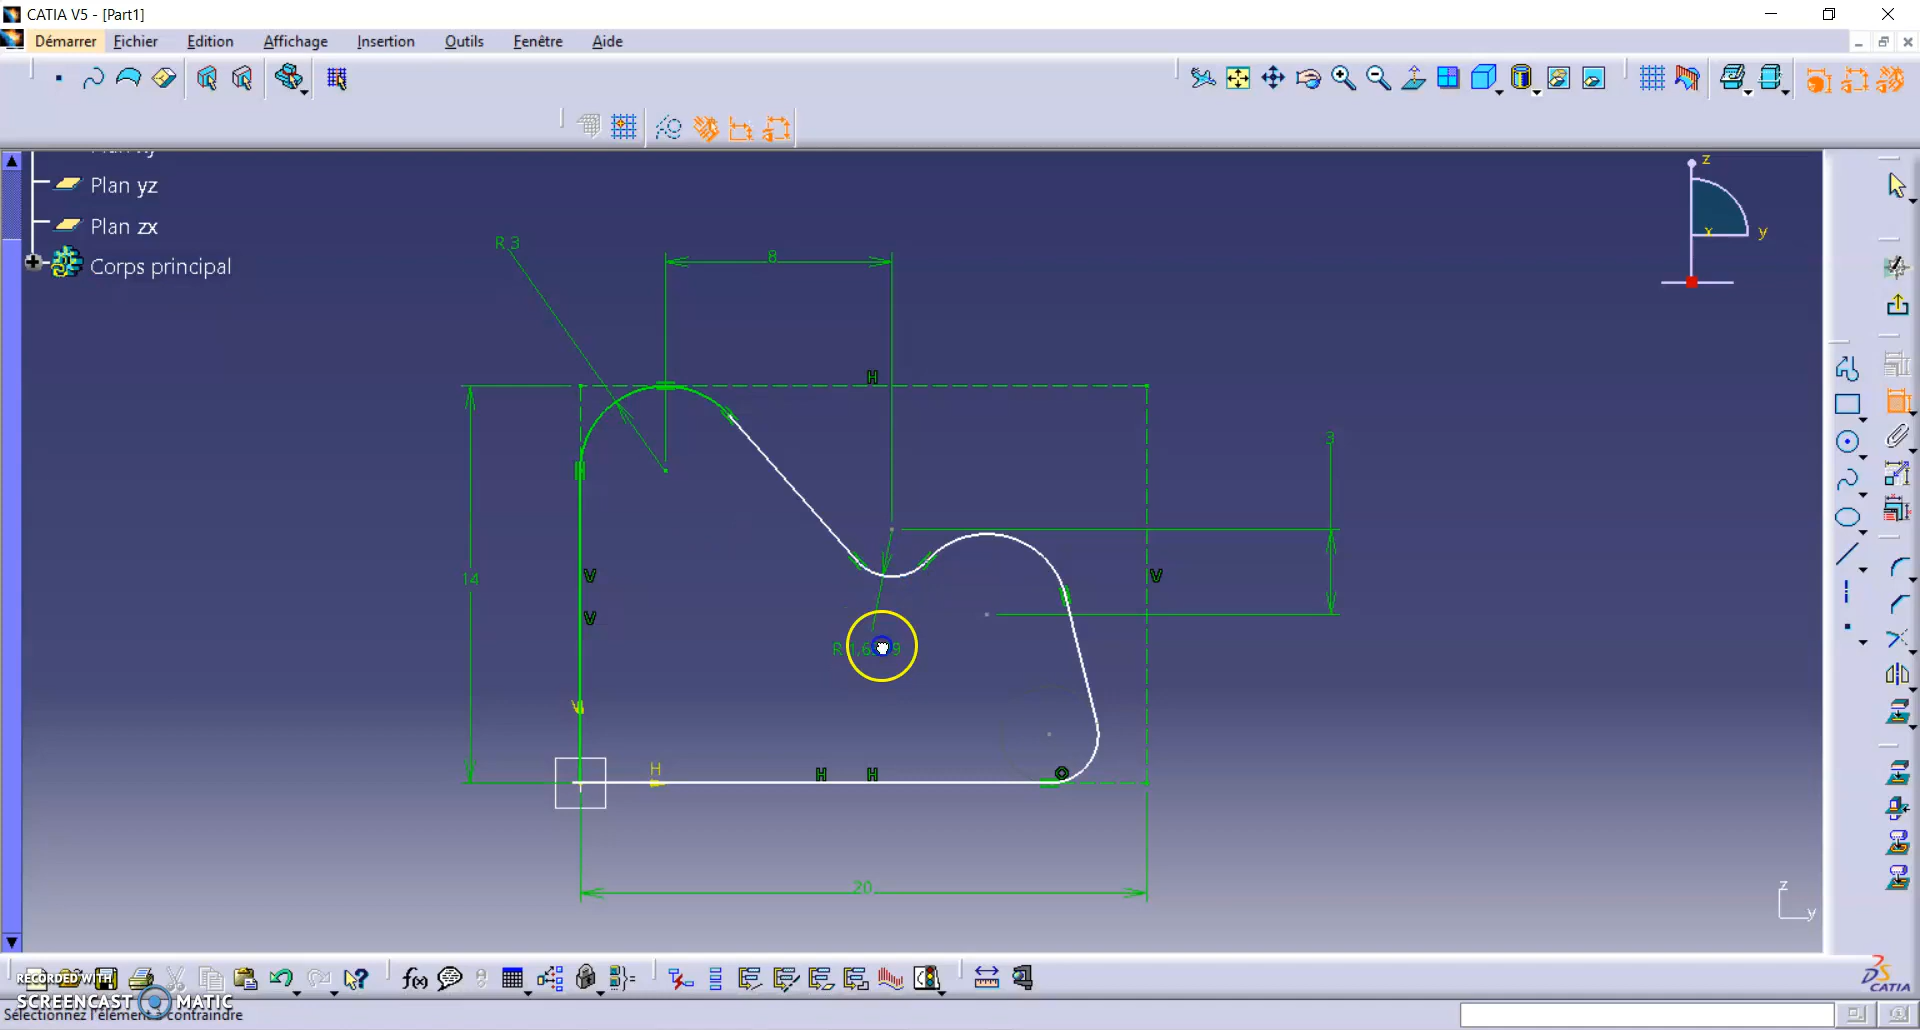 CATIA V5 - [Part1]
Démarrer Fichier Edition Affichage Insertion Outils Fenêtre Aide
Plan yz
Plan zx
Corps principal
z
y
x
R 3
8
H
3
14
V
V
V
H
H
H
20
z
y
f(x)
RECORDED WITH
SCREENCAST MATIC
CATIA
Sélectionnez l'élément à contraindre